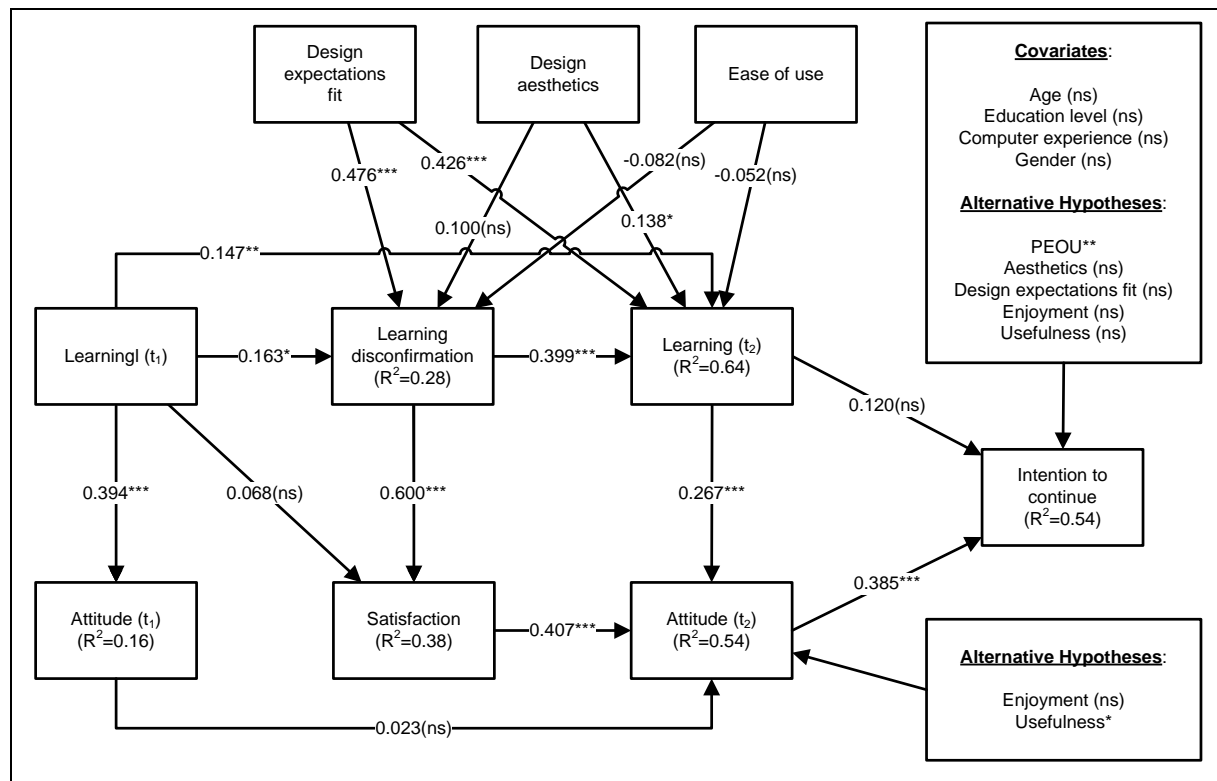 Design
expectations
fit
Design
aesthetics
Ease of use
Covariates:
Age (ns)
Education level (ns)
Computer experience (ns)
Gender (ns)
Alternative Hypotheses:
PEOU**
Aesthetics (ns)
Design expectations fit (ns)
Enjoyment (ns)
Usefulness (ns)
0.476***
0.426***
0.100(ns)
0.138*
-0.082(ns)
-0.052(ns)
0.147**
Learningl (t₁)
0.163*
Learning
disconfirmation
(R²=0.28)
0.399***
Learning (t₂)
(R²=0.64)
0.120(ns)
0.394***
0.068(ns)
0.600***
0.267***
Intention to
continue
(R²=0.54)
0.385***
Attitude (t₁)
(R²=0.16)
Satisfaction
(R²=0.38)
0.407***
Attitude (t₂)
(R²=0.54)
0.023(ns)
Alternative Hypotheses:
Enjoyment (ns)
Usefulness*